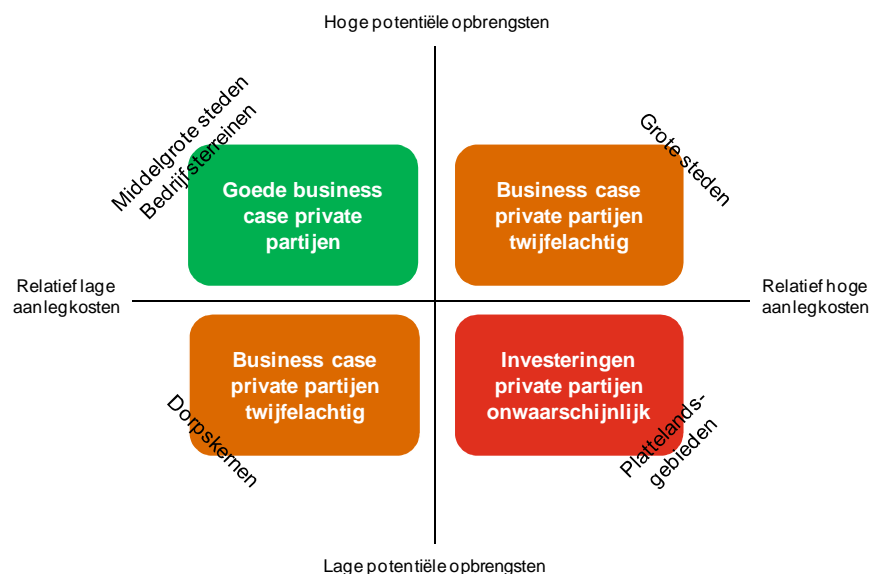 Hoge potentiële opbrengsten
Middelgrote steden
Bedrijfsterreinen
Grote steden
Goede business
case private
partijen
Business case
private partijen
twijfelachtig
Relatief lage
aanlegkosten
Relatief hoge
aanlegkosten
Business case
private partijen
twijfelachtig
Investeringen
private partijen
onwaarschijnlijk
Dorpskernen
Plattelands-
gebieden
Lage potentiële opbrengsten